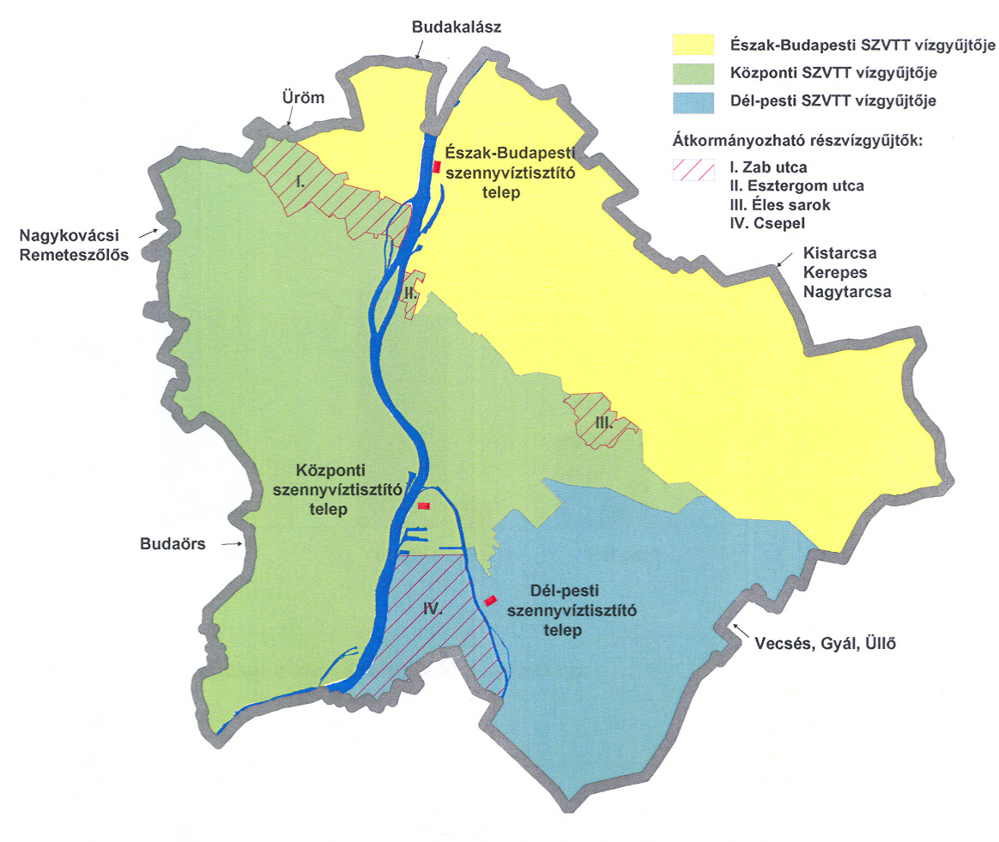 Budakalász
Üröm
Észak-Budapesti SZVTT vízgyűjtője
Központi SZVTT vízgyűjtője
Dél-pesti SZVTT vízgyűjtője
Átkormányozható részvízgyűjtők:
I. Zab utca
II. Esztergom utca
III. Éles sarok
IV. Csepel
Észak-Budapesti
szennyvíztisztító
telep
I.
Nagykovácsi
Remeteszőlős
Kistarcsa
Kerepes
Nagytarcsa
II.
III.
Központi
szennyvíztisztító
telep
Budaörs
IV.
Dél-pesti
szennyvíztisztító
telep
Vecsés, Gyál, Üllő